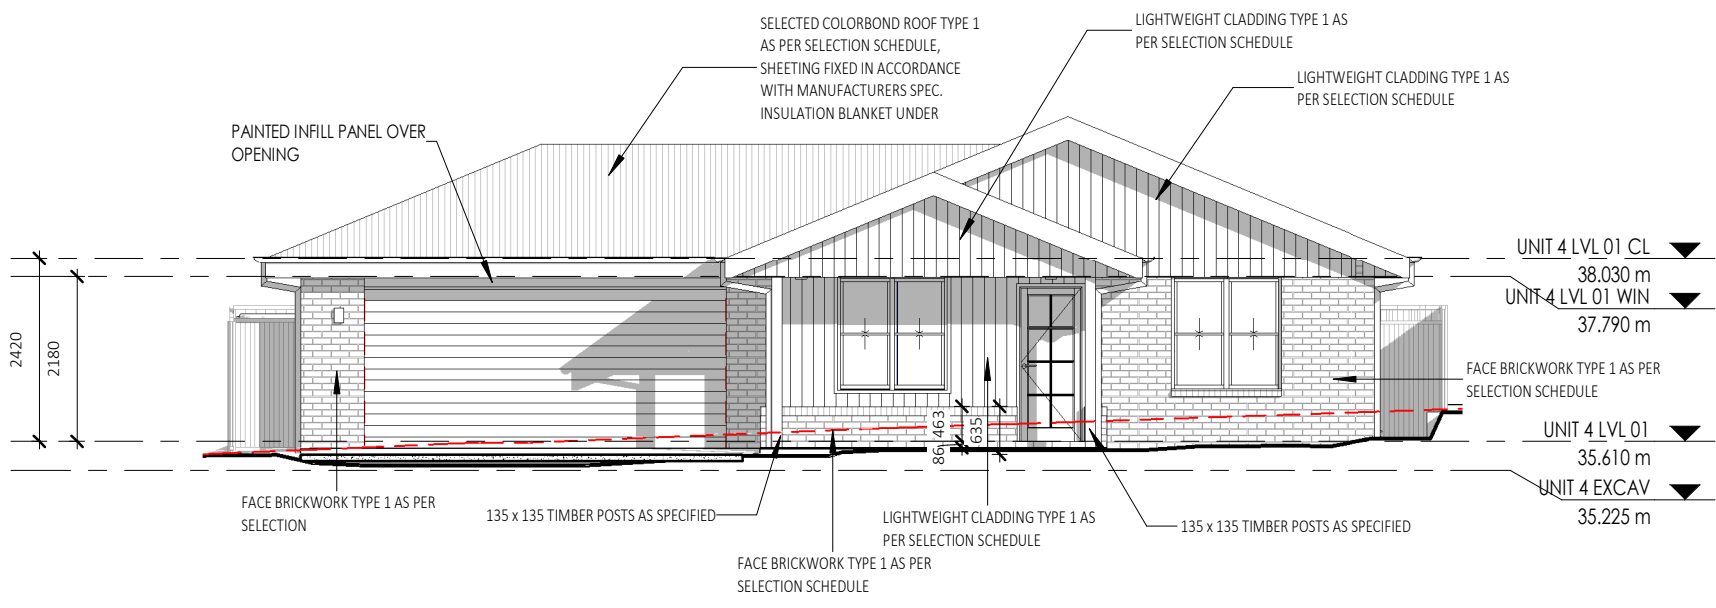 SELECTED COLORBOND ROOF TYPE 1
AS PER SELECTION SCHEDULE,
SHEETING FIXED IN ACCORDANCE
WITH MANUFACTURERS SPEC.
INSULATION BLANKET UNDER
LIGHTWEIGHT CLADDING TYPE 1 AS
PER SELECTION SCHEDULE
LIGHTWEIGHT CLADDING TYPE 1 AS
PER SELECTION SCHEDULE
PAINTED INFILL PANEL OVER
OPENING
UNIT 4 LVL 01 CL
38.030 m
UNIT 4 LVL 01 WIN
37.790 m
2420
2180
FACE BRICKWORK TYPE 1 AS PER
SELECTION SCHEDULE
463
635
86
UNIT 4 LVL 01
35.610 m
UNIT 4 EXCAV
35.225 m
FACE BRICKWORK TYPE 1 AS PER
SELECTION
135 x 135 TIMBER POSTS AS SPECIFIED
LIGHTWEIGHT CLADDING TYPE 1 AS
PER SELECTION SCHEDULE
135 x 135 TIMBER POSTS AS SPECIFIED
FACE BRICKWORK TYPE 1 AS PER
SELECTION SCHEDULE